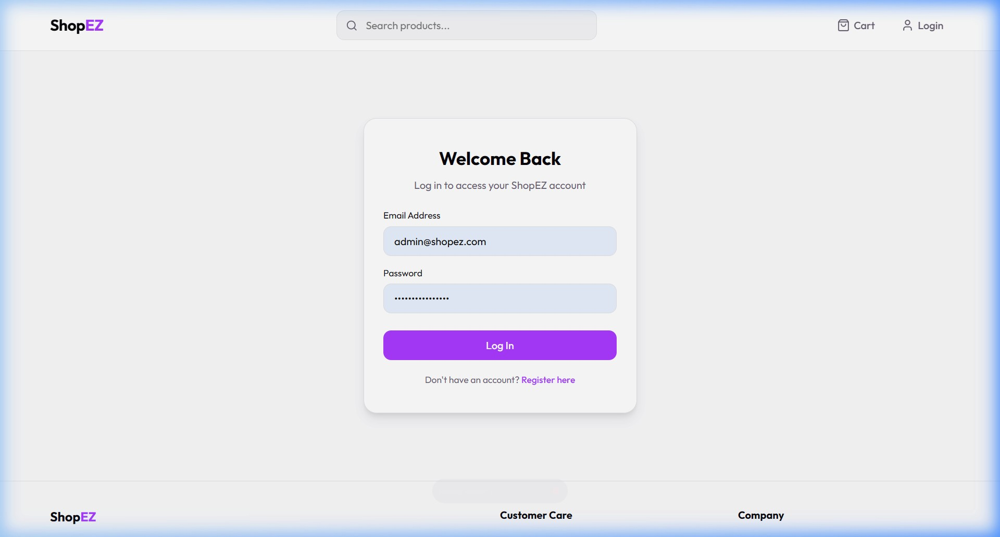 ShopEZ
Search products...
Cart
Login
Welcome Back
Log in to access your ShopEZ account
Email Address
admin@shopez.com
Password
••••••••••••••••
Log In
Don't have an account? Register here
ShopEZ
Customer Care
Company